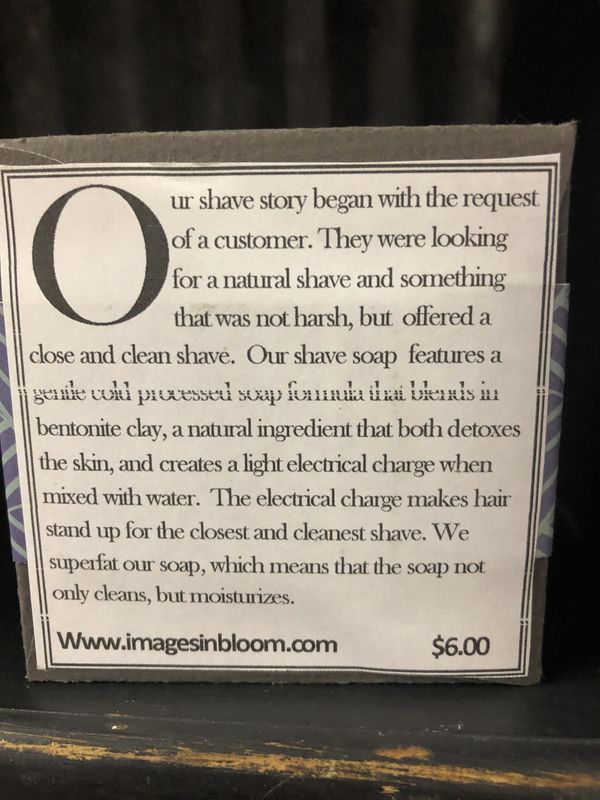 Our shave story began with the request
of a customer. They were looking
for a natural shave and something
that was not harsh, but offered a
close and clean shave. Our shave soap features a
gentle cold processed soap formula that blends in
bentonite clay, a natural ingredient that both detoxes
the skin, and creates a light electrical charge when
mixed with water. The electrical charge makes hair
stand up for the closest and cleanest shave. We
superfat our soap, which means that the soap not
only cleans, but moisturizes.
Www.imagesinbloom.com $6.00